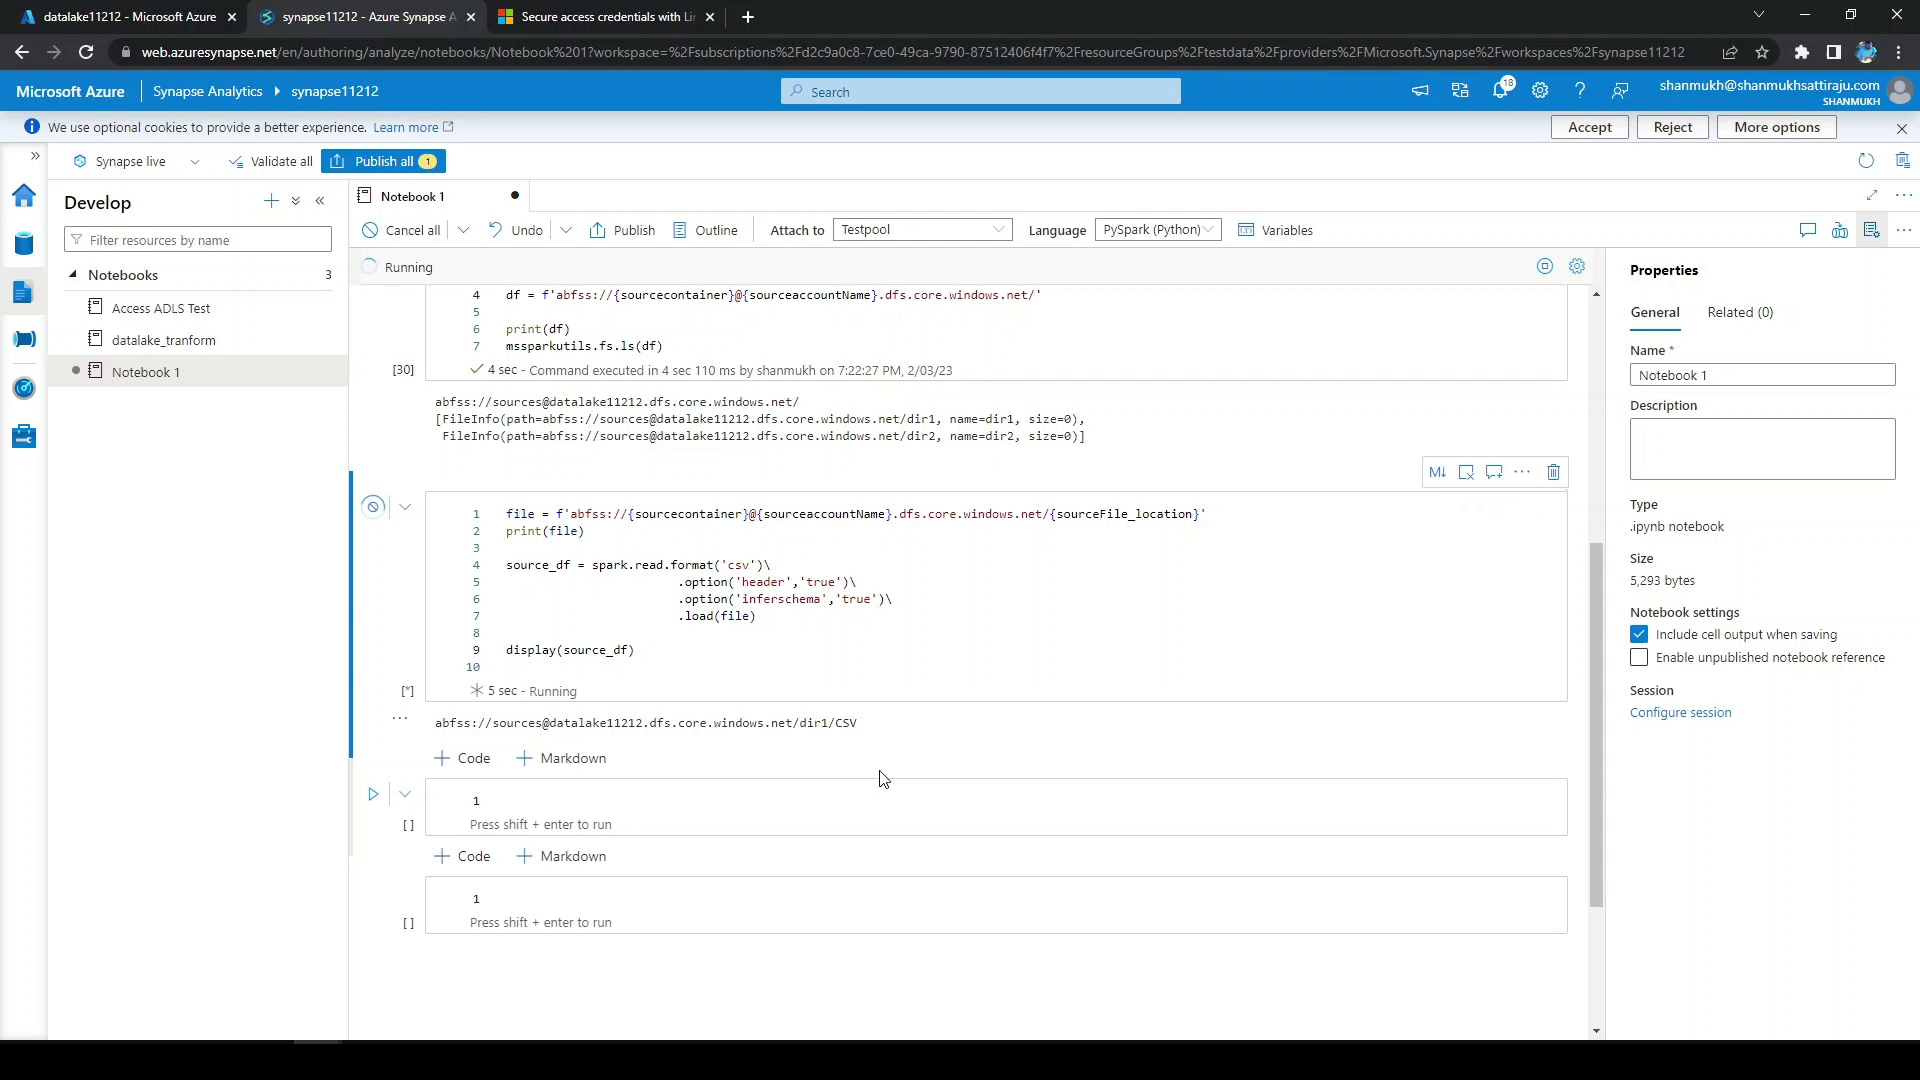 datalake11212 - Microsoft Azure
synapse11212 - Azure Synapse A
Secure access credentials with Lin
web.azuresynapse.net/en/authoring/analyze/notebooks/Notebook%201?workspace=%2Fsubscriptions%2Fd2c9a0c8-7ce0-49ca-9790-87512406f4f7%2FresourceGroups%2Ftestdata%2Fproviders%2FMicrosoft.Synapse%2Fworkspaces%2Fsynapse11212
Microsoft Azure
Synapse Analytics
synapse11212
Search
18
shanmukh@shanmukhsattiraju.com
SHANMUKH
We use optional cookies to provide a better experience. Learn more
Accept
Reject
More options
Synapse live
Validate all
Publish all 1
Develop
Filter resources by name
Notebooks 3
Access ADLS Test
datalake_tranform
Notebook 1
Notebook 1
Cancel all
Undo
Publish
Outline
Attach to
Testpool
Language
PySpark (Python)
Variables
Running
4 df = f'abfss://{sourcecontainer}@{sourceaccountName}.dfs.core.windows.net/'
5
6 print(df)
7 mssparkutils.fs.ls(df)
[30]
4 sec - Command executed in 4 sec 110 ms by shanmukh on 7:22:27 PM, 2/03/23
abfss://sources@datalake11212.dfs.core.windows.net/
[FileInfo(path=abfss://sources@datalake11212.dfs.core.windows.net/dir1, name=dir1, size=0),
FileInfo(path=abfss://sources@datalake11212.dfs.core.windows.net/dir2, name=dir2, size=0)]
M↓
1 file = f'abfss://{sourcecontainer}@{sourceaccountName}.dfs.core.windows.net/{sourceFile_location}'
2 print(file)
3
4 source_df = spark.read.format('csv')\
5 .option('header','true')\
6 .option('inferschema','true')\
7 .load(file)
8
9 display(source_df)
10
[*]
5 sec - Running
abfss://sources@datalake11212.dfs.core.windows.net/dir1/CSV
+ Code + Markdown
1
[ ]
Press shift + enter to run
+ Code + Markdown
1
[ ]
Press shift + enter to run
Properties
General
Related (0)
Name *
Notebook 1
Description
Type
.ipynb notebook
Size
5,293 bytes
Notebook settings
Include cell output when saving
Enable unpublished notebook reference
Session
Configure session